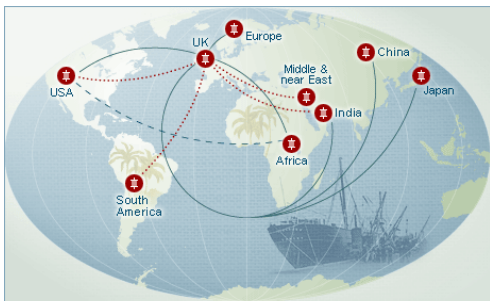 UK
Europe
China
USA
Middle &
near East
India
Japan
Africa
South
America